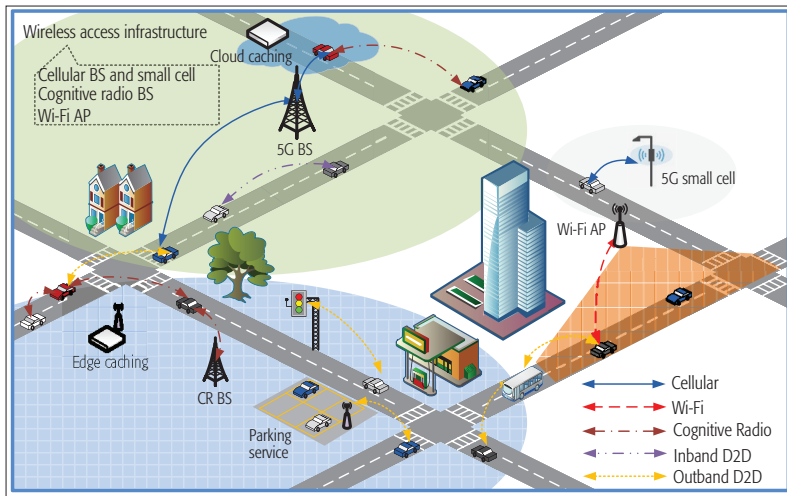 Wireless access infrastructure
Cellular BS and small cell
Cognitive radio BS
Wi-Fi AP
Cloud caching
5G BS
5G small cell
Wi-Fi AP
Edge caching
CR BS
Parking
service
Cellular
Wi-Fi
Cognitive Radio
Inband D2D
Outband D2D